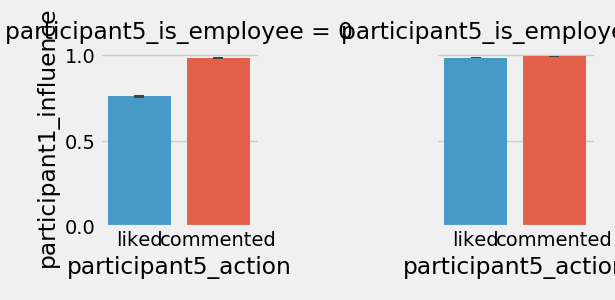 participant5_is_employee = 0
participant5_is_employe
participant1_influence
1.0
0.5
0.0
liked
commented
liked
commented
participant5_action
participant5_action